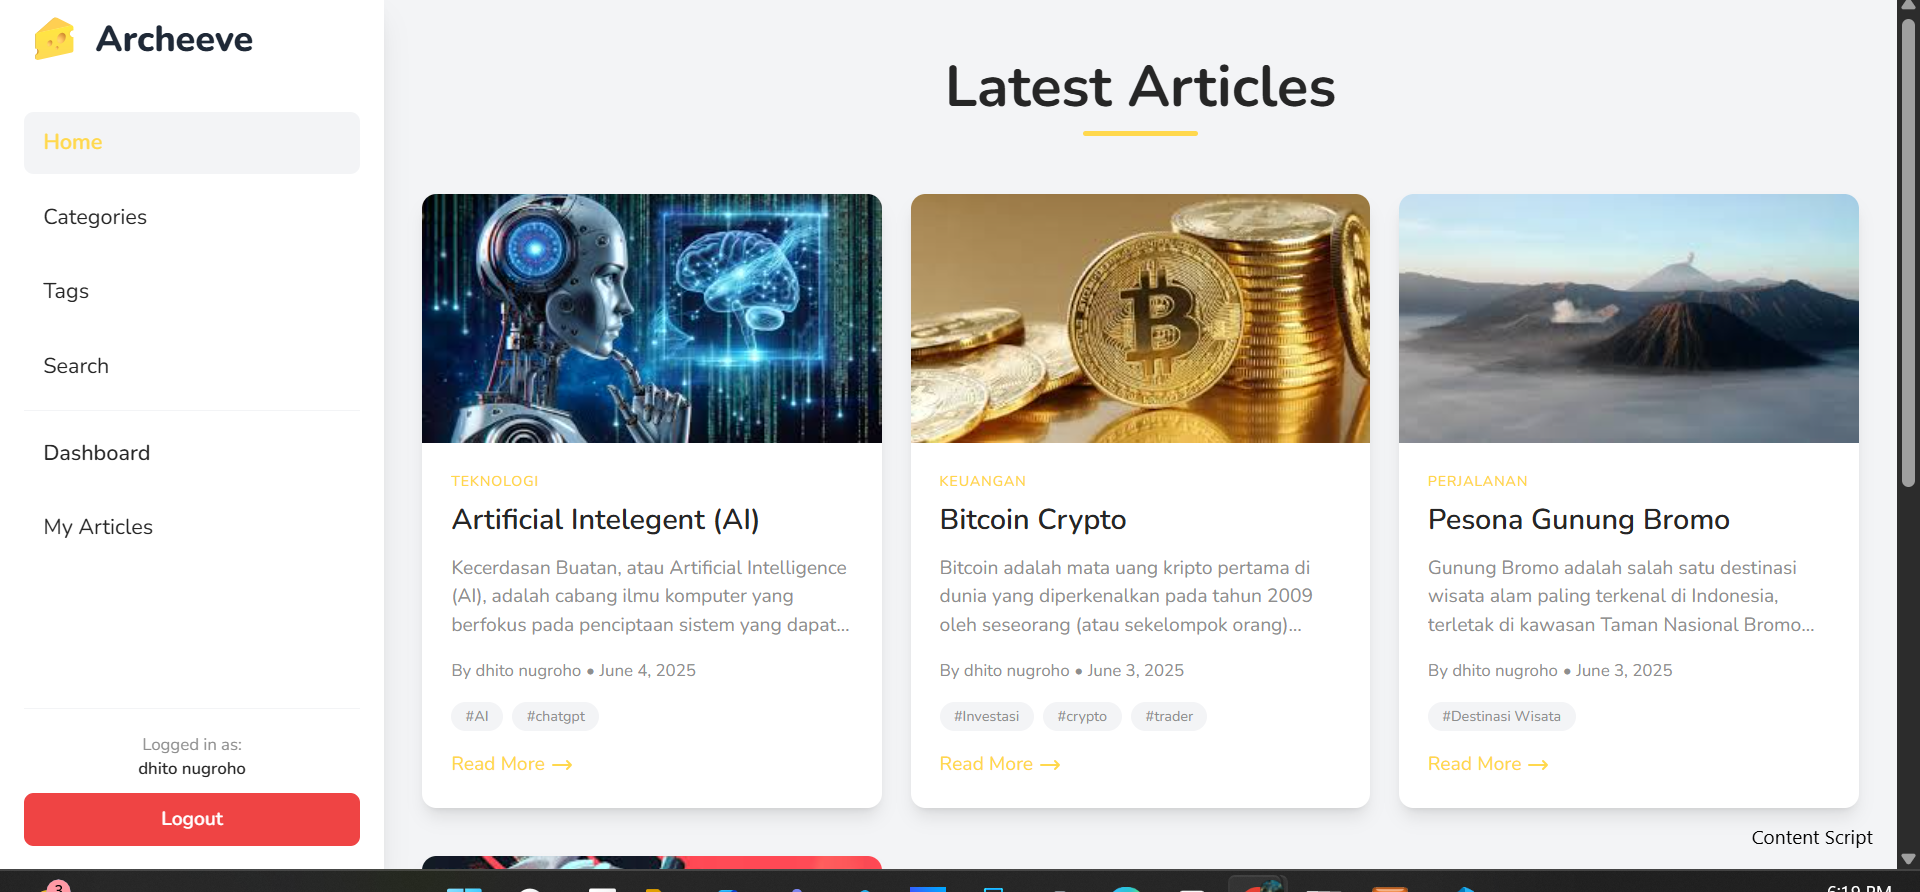 Archeeve
Home
Categories
Tags
Search
Dashboard
My Articles
Logged in as:
dhito nugroho
Logout
Latest Articles
TEKNOLOGI
Artificial Intelegent (AI)
Kecerdasan Buatan, atau Artificial Intelligence
(AI), adalah cabang ilmu komputer yang
berfokus pada penciptaan sistem yang dapat...
By dhito nugroho • June 4, 2025
#AI #chatgpt
Read More →
KEUANGAN
Bitcoin Crypto
Bitcoin adalah mata uang kripto pertama di
dunia yang diperkenalkan pada tahun 2009
oleh seseorang (atau sekelompok orang)...
By dhito nugroho • June 3, 2025
#Investasi #crypto #trader
Read More →
PERJALANAN
Pesona Gunung Bromo
Gunung Bromo adalah salah satu destinasi
wisata alam paling terkenal di Indonesia,
terletak di kawasan Taman Nasional Bromo...
By dhito nugroho • June 3, 2025
#Destinasi Wisata
Read More →
Content Script
3
6:19 PM